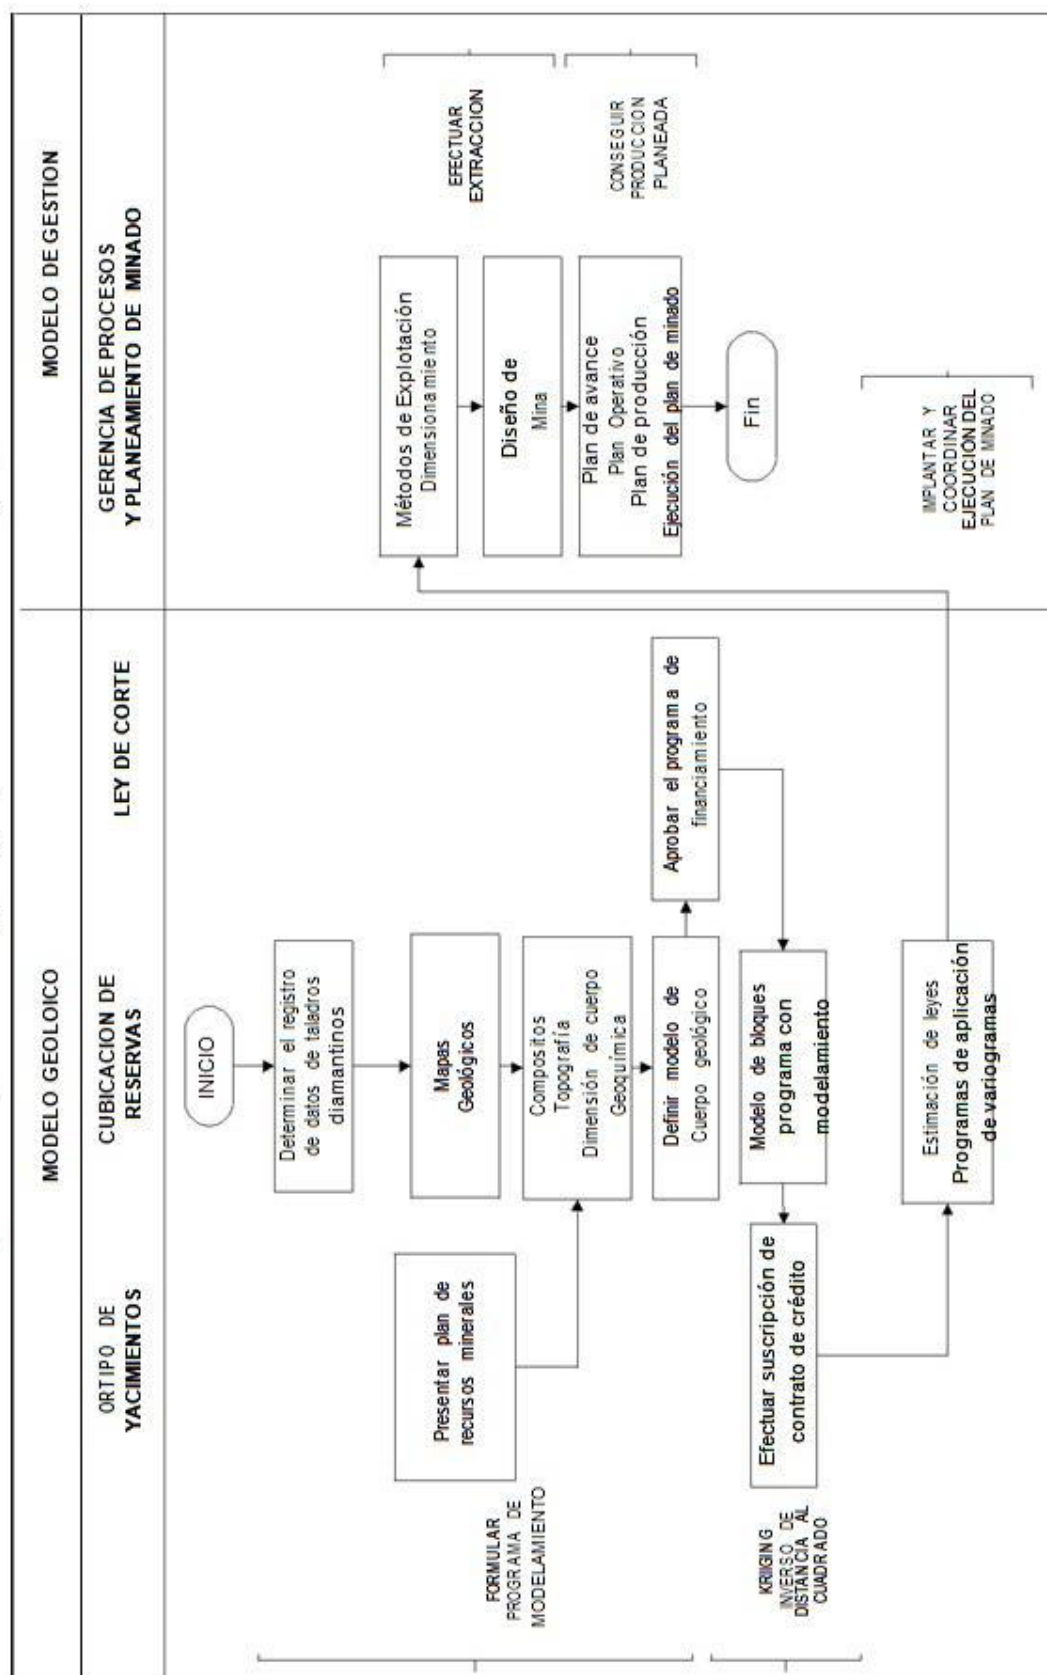 MODELO GEOLOICO
MODELO DE GESTION
ORTIPO DE
YACIMIENTOS
CUBICACION DE
RESERVAS
LEY DE CORTE
GERENCIA DE PROCESOS
Y PLANEAMIENTO DE MINADO
INICIO
Determinar el registro
de datos de taladros
diamantinos
FORMULAR
PROGRAMA DE
MODELAMIENTO
Presentar plan de
recursos minerales
Mapas
Geológicos
Compositos
Topografía
Dimensión de cuerpo
Geoquímica
Definir modelo de
Cuerpo geológico
Aprobar el programa de
financiamiento
Modelo de bloques
programa con
modelamiento
KRIIGING
INVERSO DE
DISTANCIA AL
CUADRADO
Efectuar suscripción de
contrato de crédito
Estimación de leyes
Programas de aplicación
de variogramas
Métodos de Explotación
Dimensionamiento
EFECTUAR
EXTRACCION
Diseño de
Mina
Plan de avance
Plan Operativo
Plan de producción
Ejecución del plan de minado
CONSEGUIR
PRODUCCION
PLANEADA
Fin
IMPLANTAR Y
COORDINAR
EJECUCIÓN DEL
PLAN DE MINADO